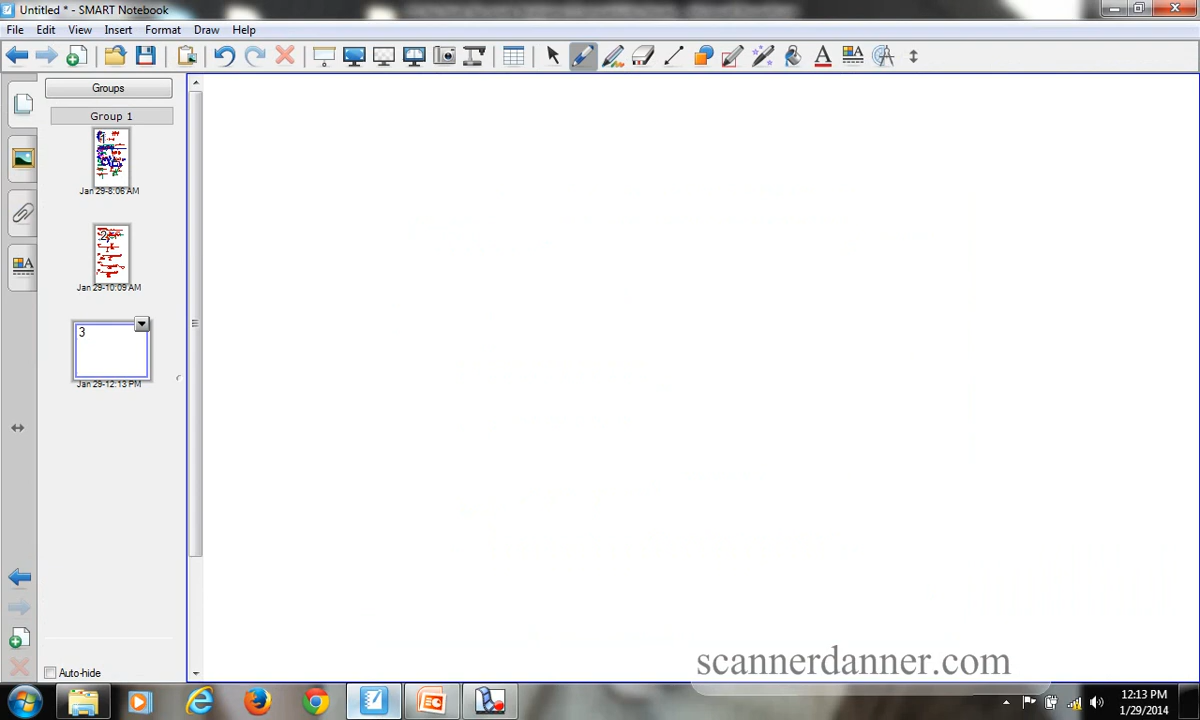 Untitled * - SMART Notebook
File Edit View Insert Format Draw Help
Groups
Group 1
1
Jan 29-8:06 AM
2
Jan 29-10:09 AM
3
Jan 29-12:13 PM
Auto-hide
scannerdanner.com
12:13 PM
1/29/2014